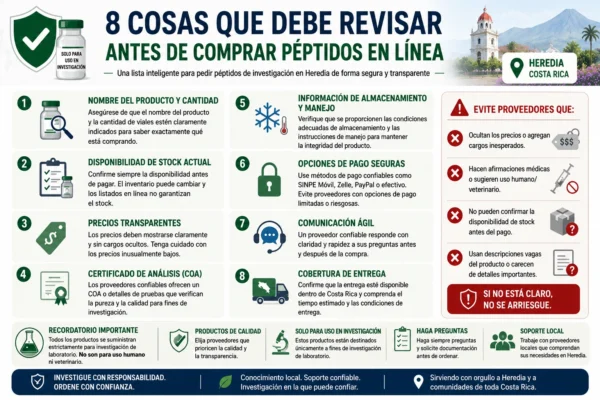 SOLO PARA
USO EN
INVESTIGACIÓN
8 COSAS QUE DEBE REVISAR
ANTES DE COMPRAR PÉPTIDOS EN LÍNEA
Una lista inteligente para pedir péptidos de investigación en Heredia de forma segura y transparente
HEREDIA
COSTA RICA
1
NOMBRE DEL PRODUCTO Y CANTIDAD
Asegúrese de que el nombre del producto
y la cantidad de viales estén claramente
indicados para saber exactamente qué
está comprando.
2
DISPONIBILIDAD DE STOCK ACTUAL
Confirme siempre la disponibilidad antes
de pagar. El inventario puede cambiar y
los listados en línea no garantizan
el stock.
3
PRECIOS TRANSPARENTES
Los precios deben mostrarse claramente
y sin cargos ocultos. Tenga cuidado con
los precios inusualmente bajos.
4
CERTIFICADO DE ANÁLISIS (COA)
Los proveedores confiables ofrecen un
COA o detalles de pruebas que verifican
la pureza y la calidad para fines de
investigación.
5
INFORMACIÓN DE ALMACENAMIENTO
Y MANEJO
Verifique que se proporcionen las condiciones
adecuadas de almacenamiento y las
instrucciones de manejo para mantener
la integridad del producto.
6
OPCIONES DE PAGO SEGURAS
Use métodos de pago confiables como
SINPE Móvil, Zelle, PayPal o efectivo.
Evite proveedores con opciones de pago
limitadas o riesgosas.
7
COMUNICACIÓN ÁGIL
Un proveedor confiable responde con
claridad y rapidez a sus preguntas antes
y después de la compra.
8
COBERTURA DE ENTREGA
Confirme que la entrega esté disponible
dentro de Costa Rica y comprenda el
tiempo estimado y las condiciones de
entrega.
EVITE PROVEEDORES QUE:
Ocultan los precios o agregan
cargos inesperados.
$$$
Hacen afirmaciones médicas
o sugieren uso humano/
veterinario.
No pueden confirmar la
disponibilidad de stock
antes del pago.
?
Usan descripciones vagas
del producto o carecen
de detalles importantes.
?
SI NO ESTÁ CLARO,
NO SE ARRIESGUE.
RECORDATORIO IMPORTANTE
Todos los productos se suministran
estrictamente para investigación de
laboratorio. No son para uso humano
ni veterinario.
PRODUCTOS DE CALIDAD
Elija proveedores que
prioricen la calidad y
la transparencia.
SOLO PARA USO EN INVESTIGACIÓN
Estos productos están destinados
únicamente a fines de investigación
de laboratorio.
HAGA PREGUNTAS
Haga siempre preguntas
y solicite documentación
antes de ordenar.
SOPORTE LOCAL
Trabaje con proveedores
locales que comprendan
sus necesidades en Heredia.
INVESTIGUE CON RESPONSABILIDAD.
ORDENE CON CONFIANZA.
Conocimiento local. Soporte confiable.
Investigación en la que puede confiar.
Sirviendo con orgullo a Heredia y a
comunidades de toda Costa Rica.